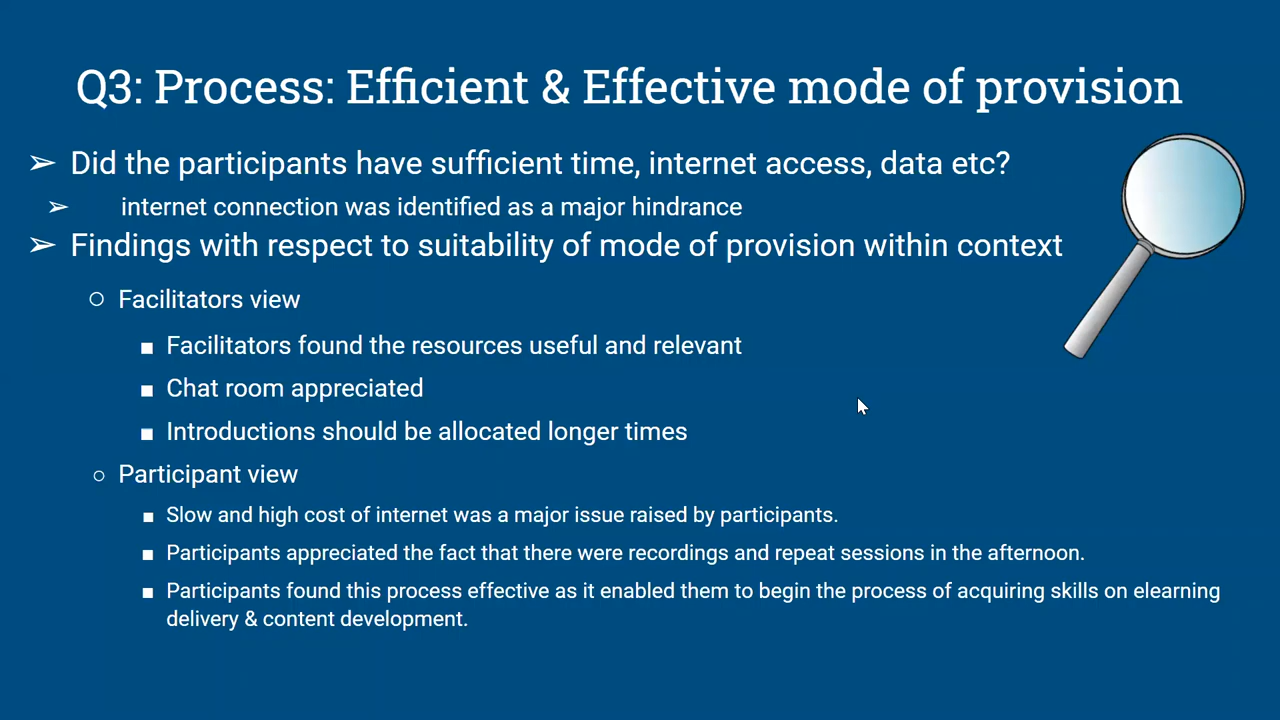 Q3: Process: Efficient & Effective mode of provision
➢ Did the participants have sufficient time, internet access, data etc?
➢ internet connection was identified as a major hindrance
➢ Findings with respect to suitability of mode of provision within context
○ Facilitators view
■ Facilitators found the resources useful and relevant
■ Chat room appreciated
■ Introductions should be allocated longer times
○ Participant view
■ Slow and high cost of internet was a major issue raised by participants.
■ Participants appreciated the fact that there were recordings and repeat sessions in the afternoon.
■ Participants found this process effective as it enabled them to begin the process of acquiring skills on elearning
delivery & content development.